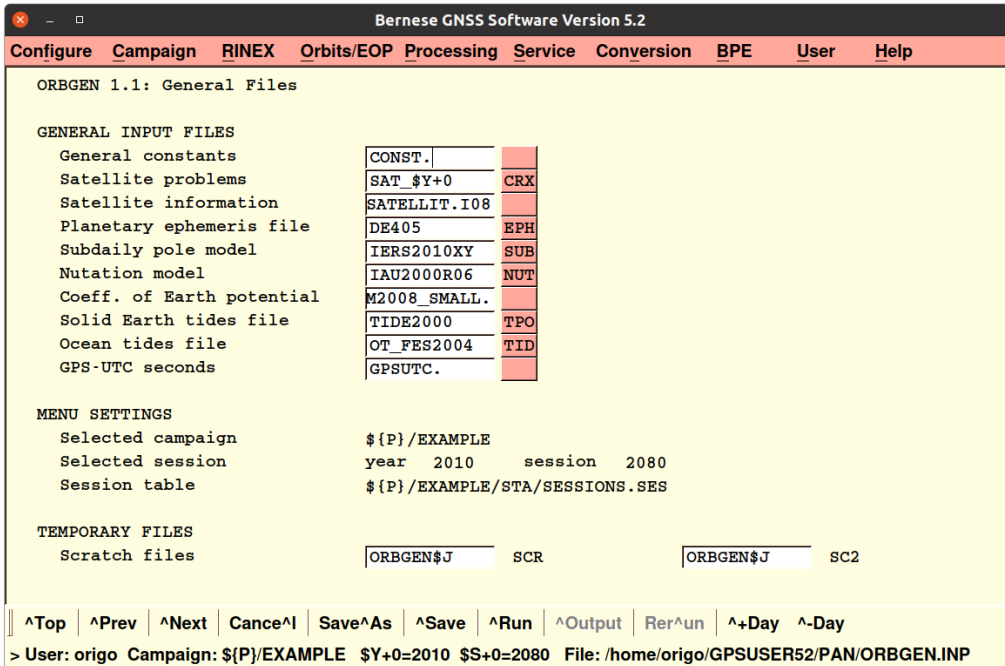 Bernese GNSS Software Version 5.2
Configure Campaign RINEX Orbits/EOP Processing Service Conversion BPE User Help
ORBGEN 1.1: General Files
GENERAL INPUT FILES
General constants CONST.
Satellite problems SAT_$Y+0 CRX
Satellite information SATELLIT.I08
Planetary ephemeris file DE405 EPH
Subdaily pole model IERS2010XY SUB
Nutation model IAU2000R06 NUT
Coeff. of Earth potential M2008_SMALL.
Solid Earth tides file TIDE2000 TPO
Ocean tides file OT_FES2004 TID
GPS-UTC seconds GPSUTC.
MENU SETTINGS
Selected campaign ${P}/EXAMPLE
Selected session year 2010 session 2080
Session table ${P}/EXAMPLE/STA/SESSIONS.SES
TEMPORARY FILES
Scratch files ORBGEN$J SCR ORBGEN$J SC2
^Top ^Prev ^Next Cance^l Save^As ^Save ^Run ^Output Rer^un ^+Day ^-Day
> User: origo Campaign: ${P}/EXAMPLE $Y+0=2010 $S+0=2080 File: /home/origo/GPSUSER52/PAN/ORBGEN.INP